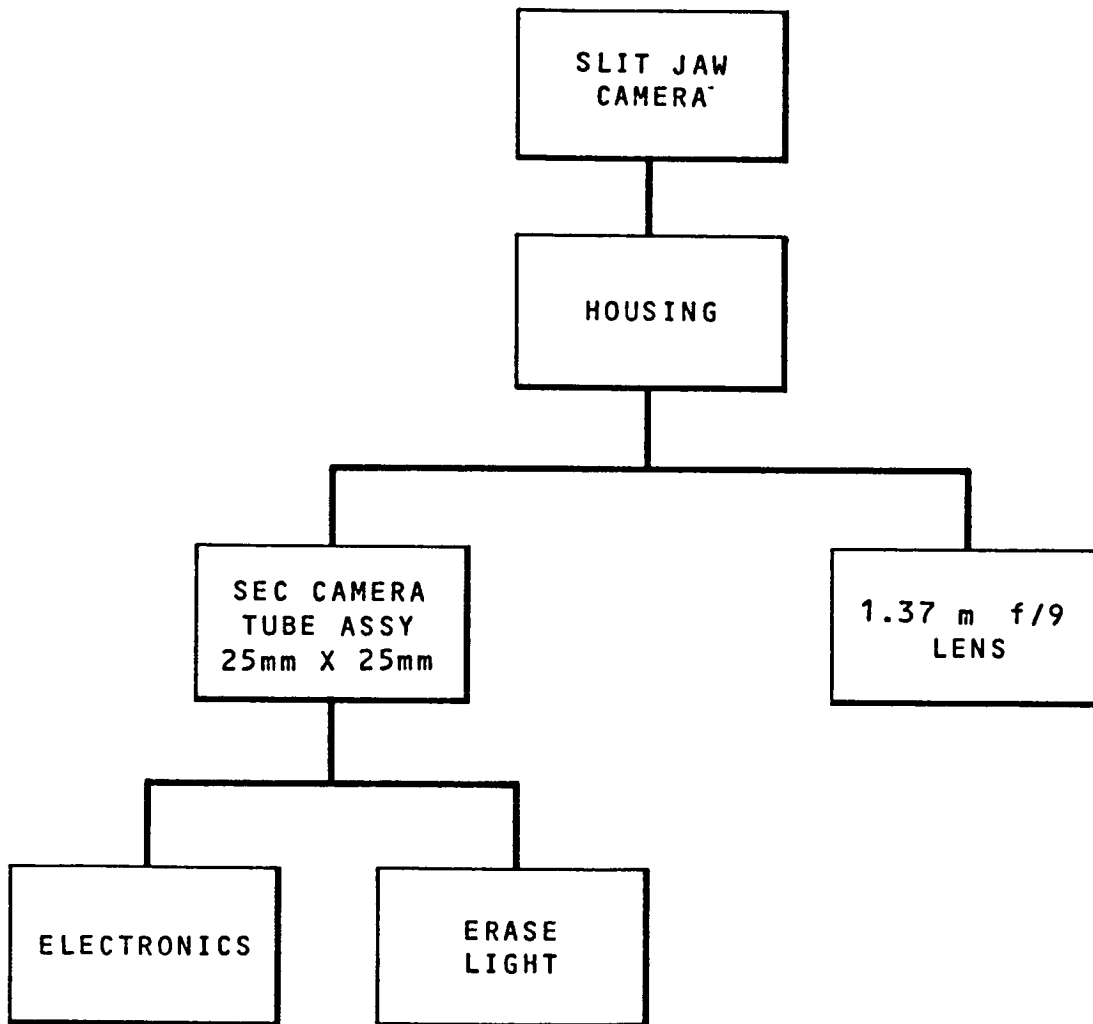 SLIT JAW
CAMERA
HOUSING
SEC CAMERA
TUBE ASSY
25mm X 25mm
1.37 m f/9
LENS
ELECTRONICS
ERASE
LIGHT